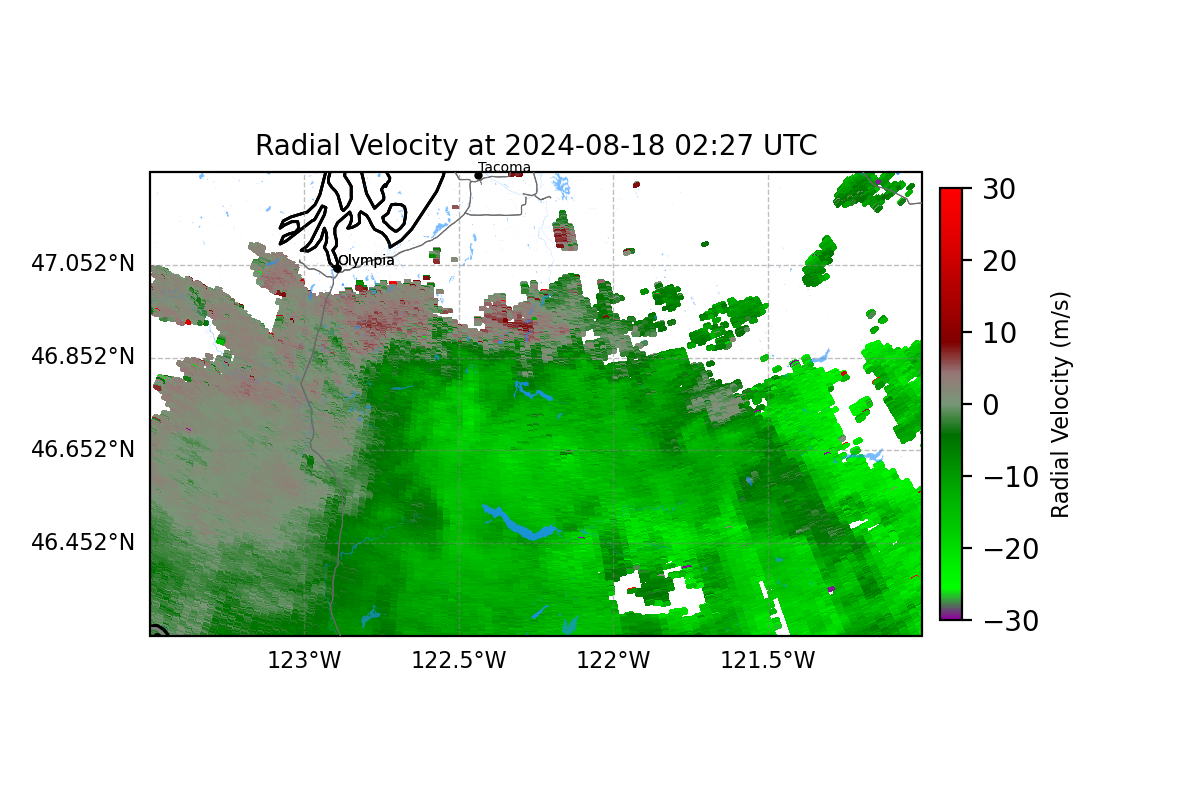 Radial Velocity at 2024-08-18 02:27 UTC
Tacoma
Olympia
47.052°N
46.852°N
46.652°N
46.452°N
123°W
122.5°W
122°W
121.5°W
30
20
10
0
−10
−20
−30
Radial Velocity (m/s)